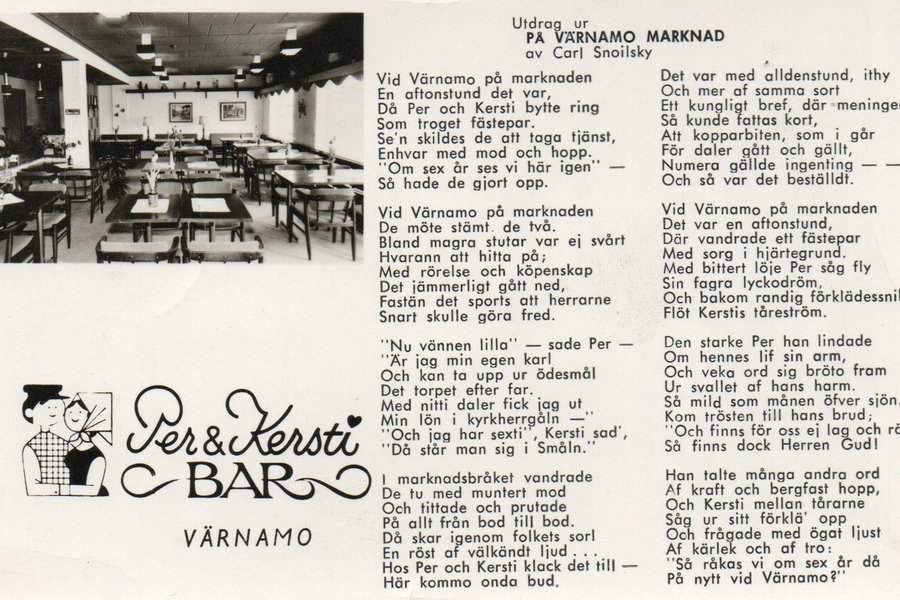 Utdrag ur
PÅ VÄRNAMO MARKNAD
av Carl Snoilsky
Vid Värnamo på marknaden
En aftonstund det var,
Då Per och Kersti bytte ring
Som troget fästepar.
Se'n skildes de att taga tjänst,
Enhvar med mod och hopp.
"Om sex år ses vi här igen" —
Så hade de gjort opp.
Vid Värnamo på marknaden
De möte stämt de två.
Bland magra stutar var ej svårt
Hvarann att hitta på;
Med rörelse och köpenskap
Det jämmerligt gått ned,
Fastän det sports att herrarne
Snart skulle göra fred.
"Nu vännen lilla" — sade Per —
"Är jag min egen karl
Och kan ta upp ur ödesmål
Det torpet efter far.
Med nitti daler fick jag ut
Min lön i kyrkherrgåln —"
"Och jag har sexti", Kersti sad',
"Då står man sig i Småln."
I marknadsbråket vandrade
De tu med muntert mod
Och tittade och prutade
På allt från bod till bod.
Då skar igenom folkets sorl
En röst af välkändt ljud...
Hos Per och Kersti klack det till —
Här kommo onda bud.
Det var med alldenstund, ithy
Och mer af samma sort
Ett kungligt bref, där meningen
Så kunde fattas kort,
Att kopparbiten, som i går
För daler gått och gällt,
Numera gällde ingenting — —
Och så var det beställdt.
Vid Värnamo på marknaden
Det var en aftonstund,
Där vandrade ett fästepar
Med sorg i hjärtegrund.
Med bittert löje Per såg fly
Sin fagra lyckodröm,
Och bakom randig förklädessni
Flöt Kerstis tåreström.
Den starke Per han lindade
Om hennes lif sin arm,
Och veka ord sig bröto fram
Ur svallet af hans harm.
Så mild som månen öfver sjön.
Kom trösten till hans brud;
"Och finns för oss ej lag och rä
Så finns dock Herren Gud!
Han talte många andra ord
Af kraft och bergfast hopp,
Och Kersti mellan tårarne
Såg ur sitt förklä' opp
Och frågade med ögat ljust
Af kärlek och af tro:
"Så råkas vi om sex år då
På nytt vid Värnamo?"
Per & Kersti
BAR
VÄRNAMO